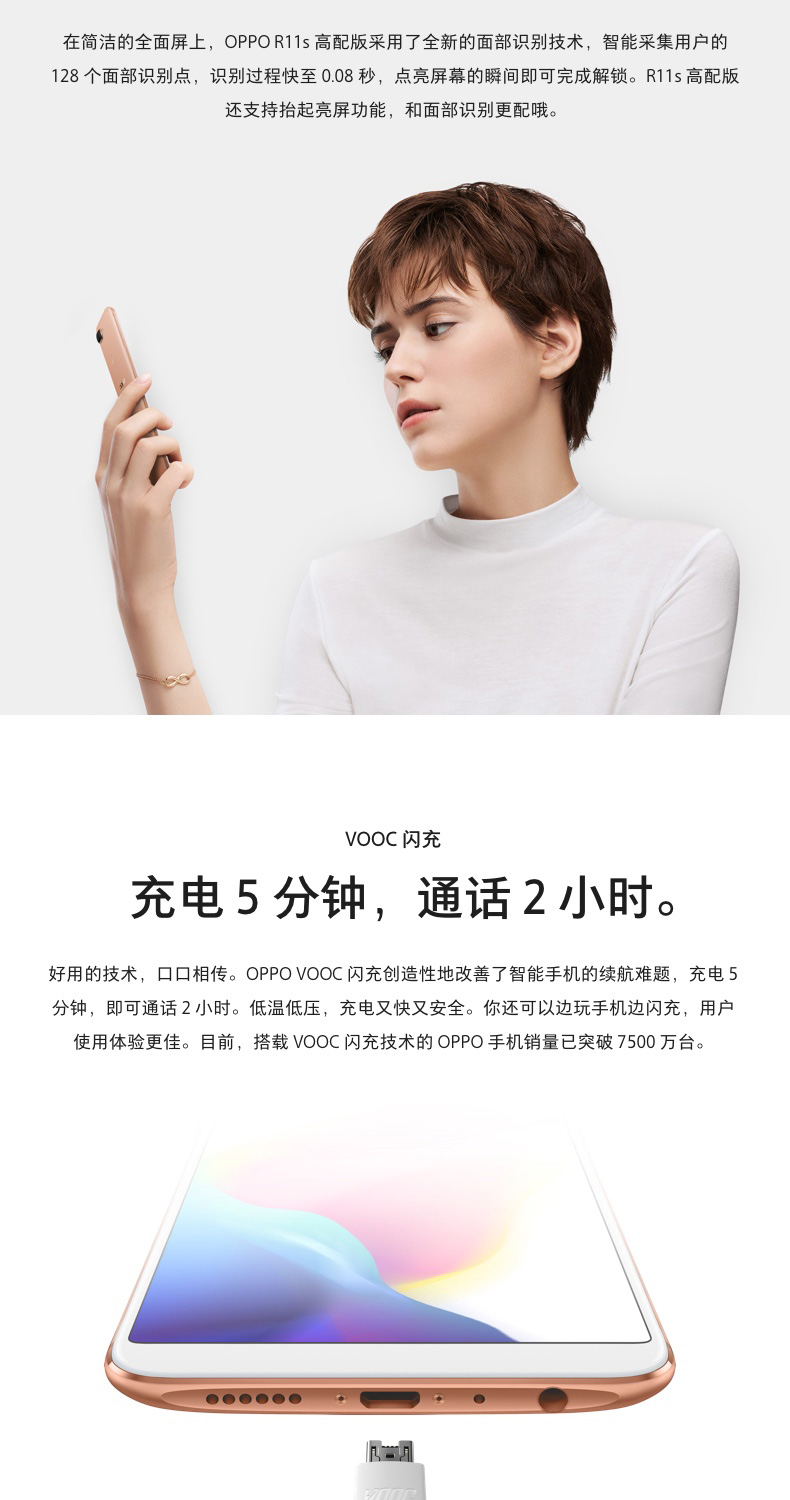 在简洁的全面屏上，OPPO R11s 高配版采用了全新的面部识别技术，智能采集用户的
128 个面部识别点，识别过程快至 0.08 秒，点亮屏幕的瞬间即可完成解锁。R11s 高配版
还支持抬起亮屏功能，和面部识别更配哦。
VOOC 闪充
充电 5 分钟，通话 2 小时。
好用的技术，口口相传。OPPO VOOC 闪充创造性地改善了智能手机的续航难题，充电 5
分钟，即可通话 2 小时。低温低压，充电又快又安全。你还可以边玩手机边闪充，用户
使用体验更佳。目前，搭载 VOOC 闪充技术的 OPPO 手机销量已突破 7500 万台。
VOOC